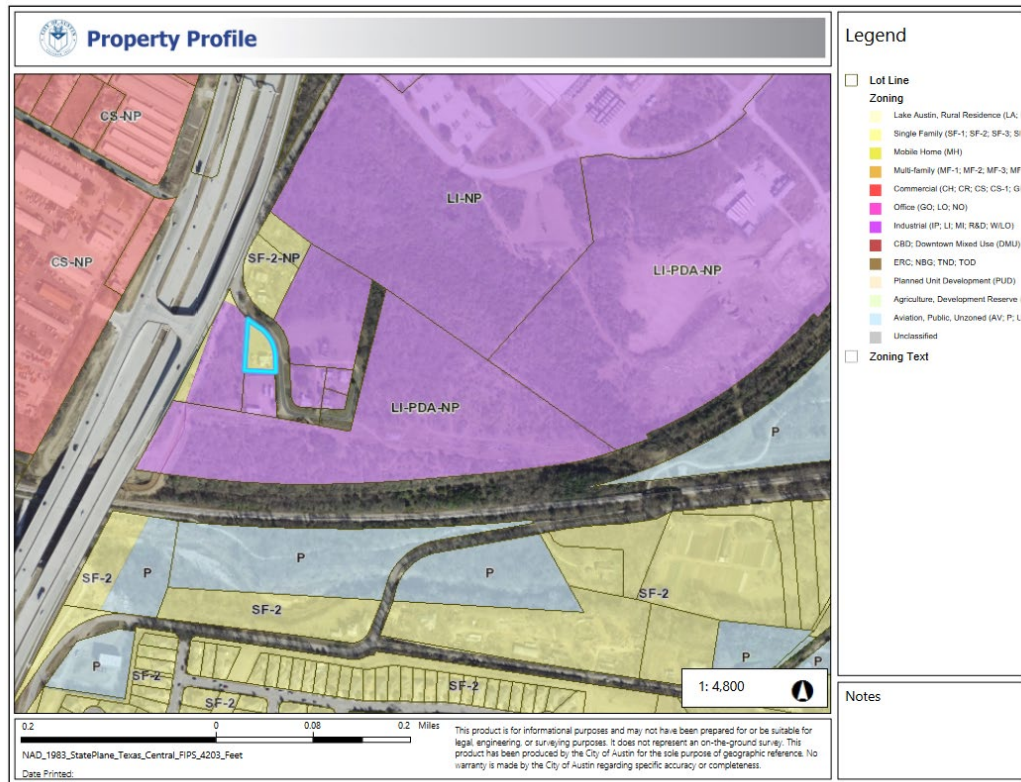 Property Profile
CS-NP
LI-NP
CS-NP
SF-2-NP
LI-PDA-NP
LI-PDA-NP
P
P
P
P
SF-2
SF-2
SF-2
P
P
P
SF-2
SF-2
SF-2
1: 4,800
0.2
0
0.08
0.2 Miles
NAD_1983_StatePlane_Texas_Central_FIPS_4203_Feet
Date Printed:
This product is for informational purposes and may not have been prepared for or be suitable for
legal, engineering, or surveying purposes. It does not represent an on-the-ground survey. This
product has been produced by the City of Austin for the sole purpose of geographic reference. No
warranty is made by the City of Austin regarding specific accuracy or completeness.
Legend
Lot Line
Zoning
Lake Austin, Rural Residence (LA;
Single Family (SF-1; SF-2; SF-3; S
Mobile Home (MH)
Multi-family (MF-1; MF-2; MF-3; MF
Commercial (CH; CR; CS; CS-1; G
Office (GO; LO; NO)
Industrial (IP; LI; MI; R&D; W/LO)
CBD; Downtown Mixed Use (DMU)
ERC; NBG; TND; TOD
Planned Unit Development (PUD)
Agriculture, Development Reserve
Aviation, Public, Unzoned (AV; P; U
Unclassified
Zoning Text
Notes